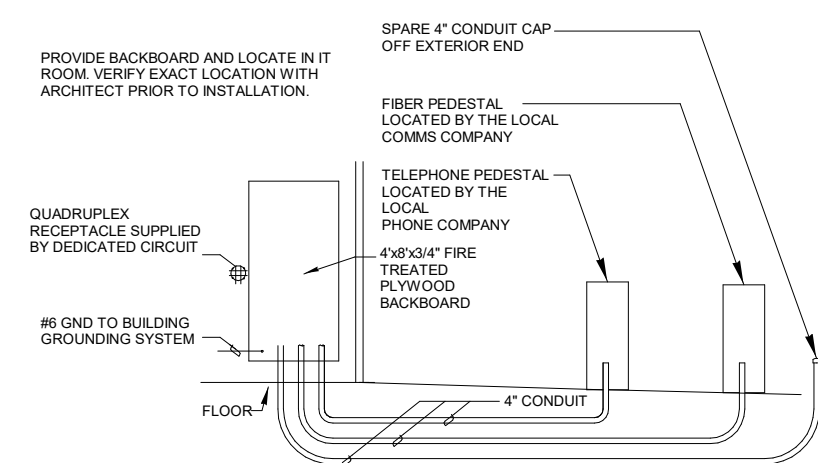 SPARE 4" CONDUIT CAP
OFF EXTERIOR END
PROVIDE BACKBOARD AND LOCATE IN IT
ROOM. VERIFY EXACT LOCATION WITH
ARCHITECT PRIOR TO INSTALLATION.
FIBER PEDESTAL
LOCATED BY THE LOCAL
COMMS COMPANY
TELEPHONE PEDESTAL
LOCATED BY THE
LOCAL
PHONE COMPANY
QUADRUPLEX
RECEPTACLE SUPPLIED
BY DEDICATED CIRCUIT
4'x8'x3/4" FIRE
TREATED
PLYWOOD
BACKBOARD
#6 GND TO BUILDING
GROUNDING SYSTEM
FLOOR
4" CONDUIT